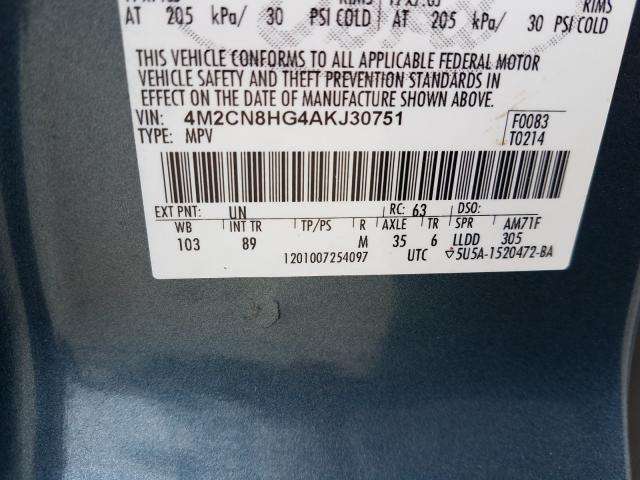 RIMS RIMS
AT 205 kPa/ 30 PSI COLD AT 205 kPa/ 30 PSI COLD
THIS VEHICLE CONFORMS TO ALL APPLICABLE FEDERAL MOTOR
VEHICLE SAFETY AND THEFT PREVENTION STANDARDS IN
EFFECT ON THE DATE OF MANUFACTURE SHOWN ABOVE.
VIN: 4M2CN8HG4AKJ30751 F0083
TYPE: MPV T0214
EXT PNT: UN RC: 63 DSO:
WB INT TR TP/PS R AXLE TR SPR AM71F
103 89 M 35 6 LLDD 305
1201007254097 UTC ▽5U5A-1520472-BA